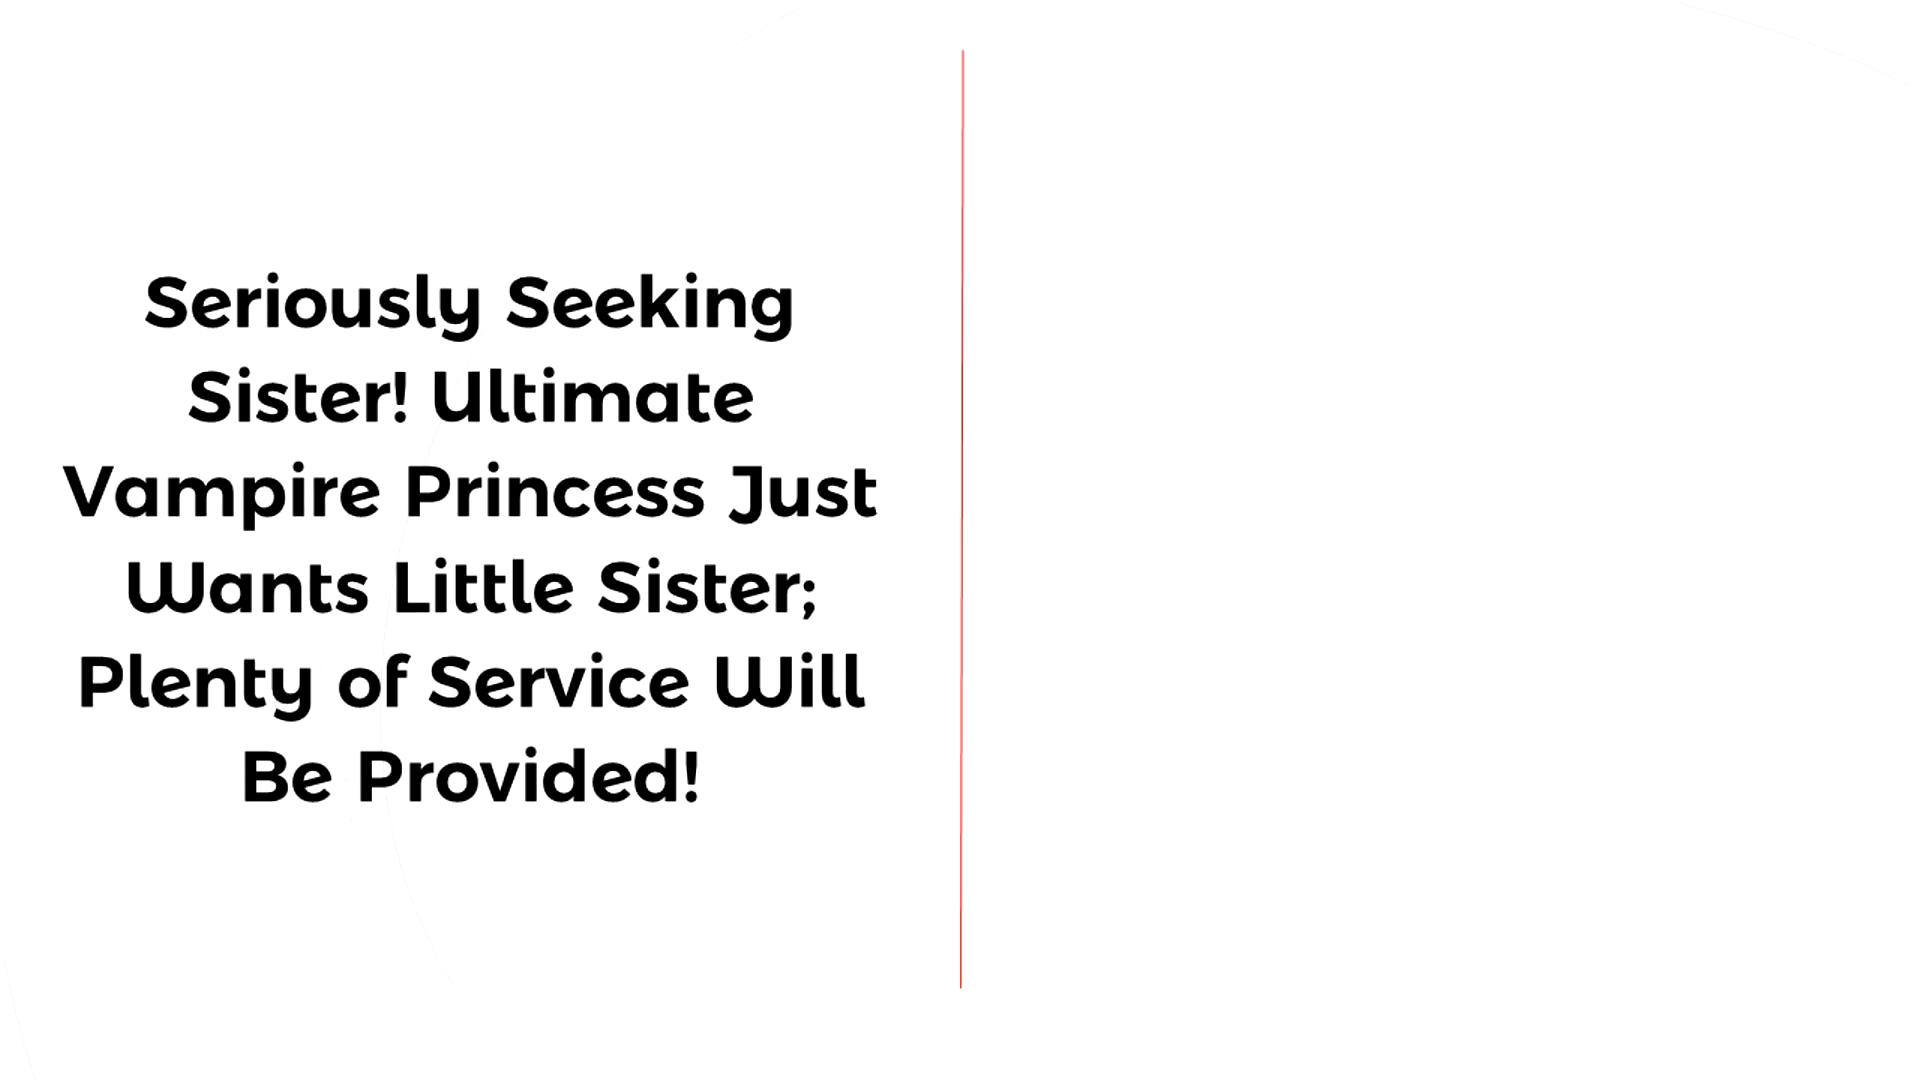 Seriously Seeking
Sister! Ultimate
Vampire Princess Just
Wants Little Sister;
Plenty of Service Will
Be Provided!